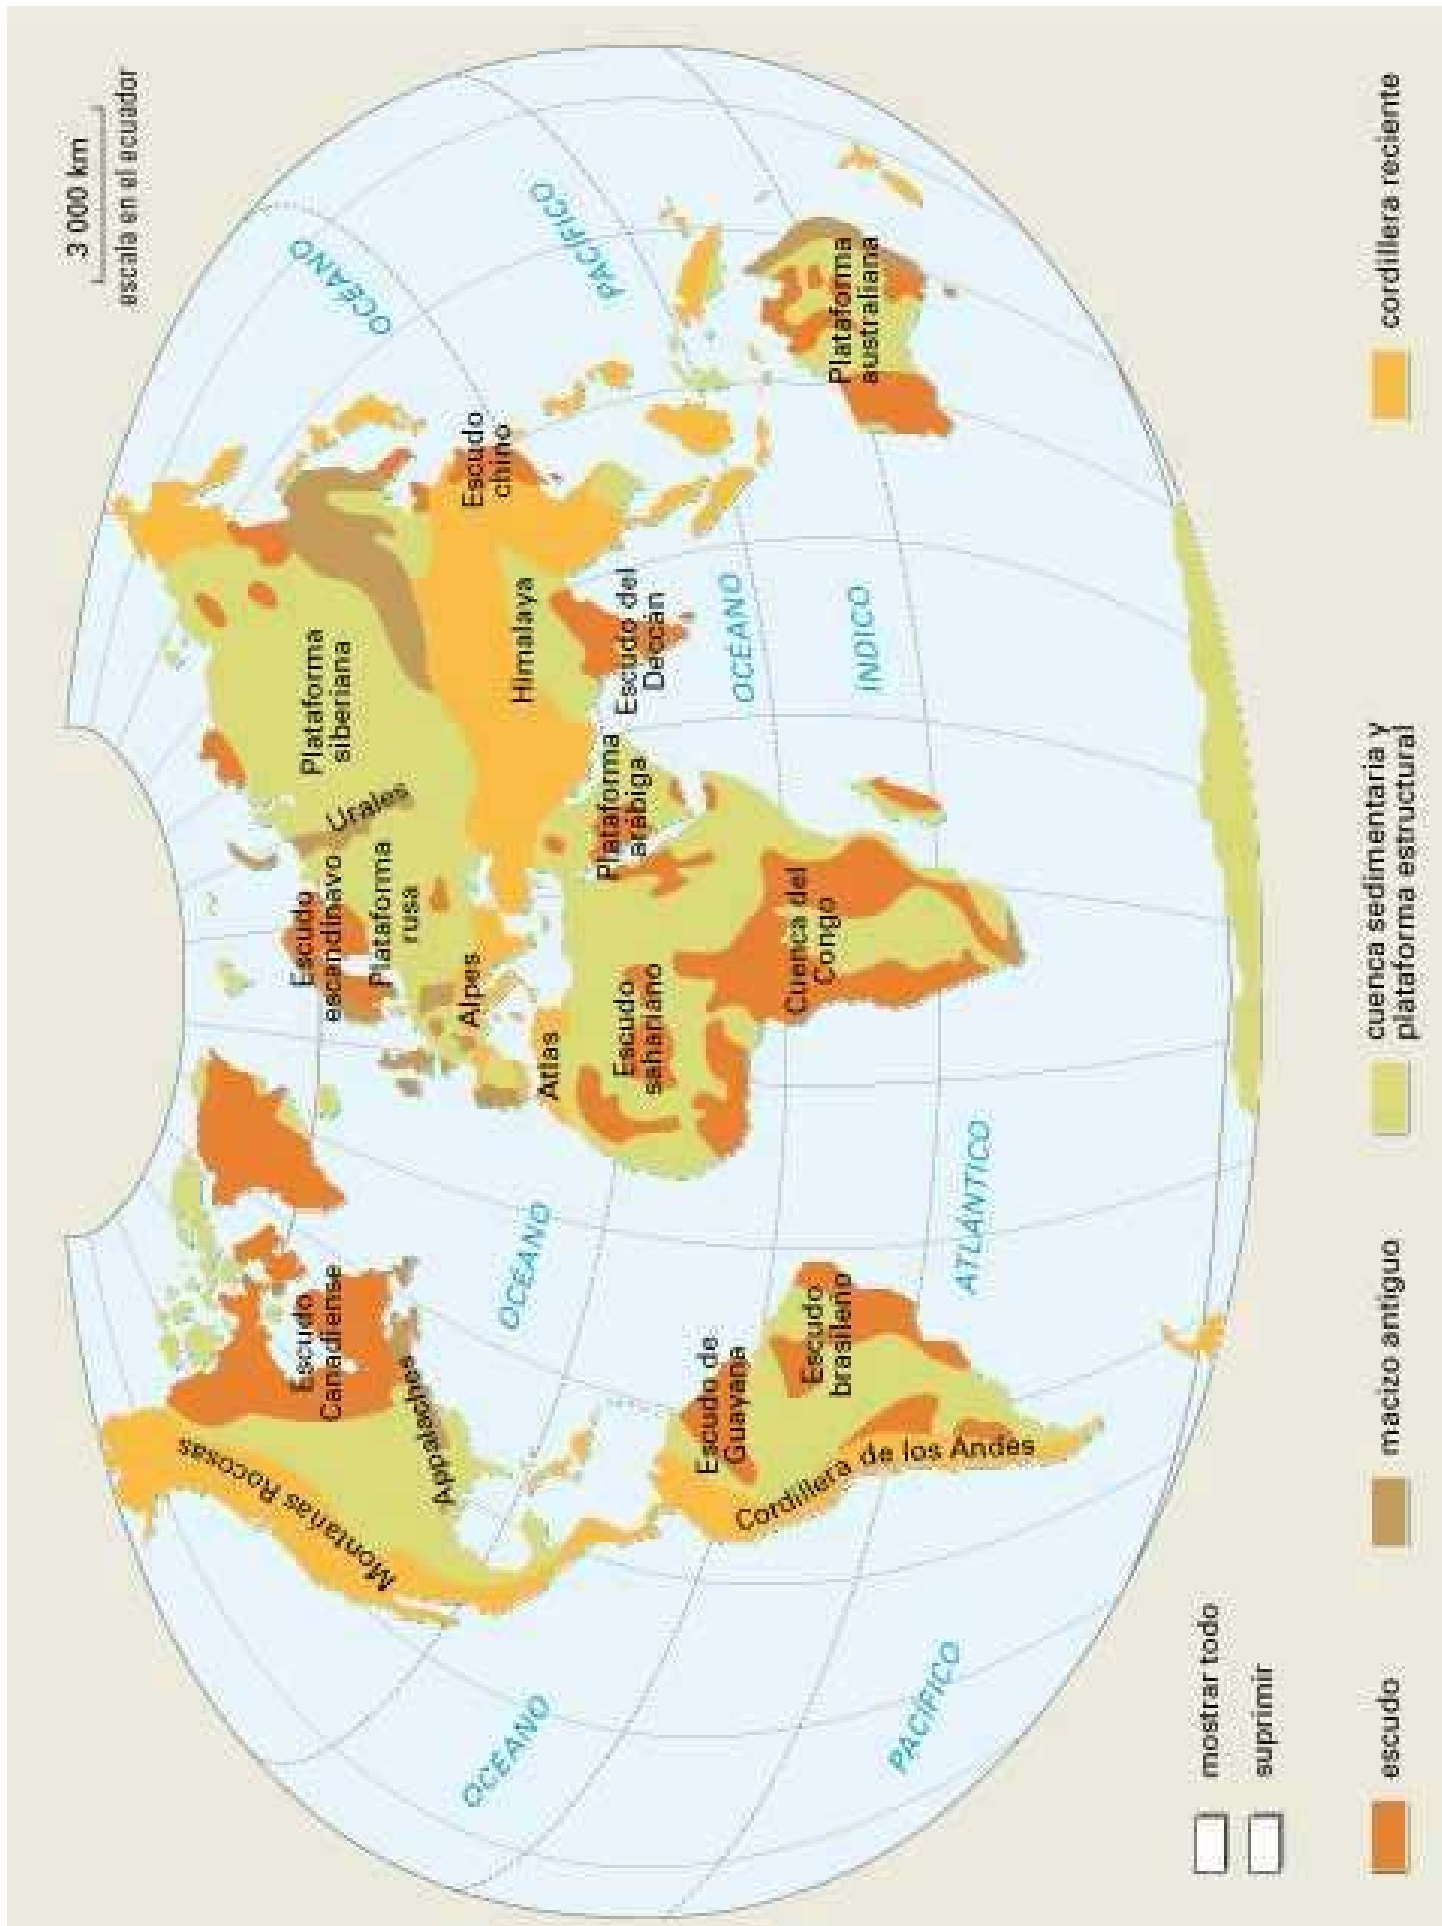 3 000 km
escala en el ecuador
OCÉANO
PACÍFICO
Montañas Rocosas
Escudo
Canadiense
Appalaches
Escudo
escandinavo
Plataforma
rusa
Urales
Plataforma
siberiana
Alpes
Atlas
Himalaya
Escudo
chino
Escudo
sahariano
Plataforma
arábiga
Escudo del
Deccán
OCÉANO
OCÉANO
OCÉANO
ÍNDICO
Escudo de
Guayana
Escudo
brasileño
Cordillera de los Andes
Cuenca del
Congo
Plataforma
australiana
PACÍFICO
ATLÁNTICO
mostrar todo
suprimir
escudo
macizo antiguo
cuenca sedimentaria y
plataforma estructural
cordillera reciente